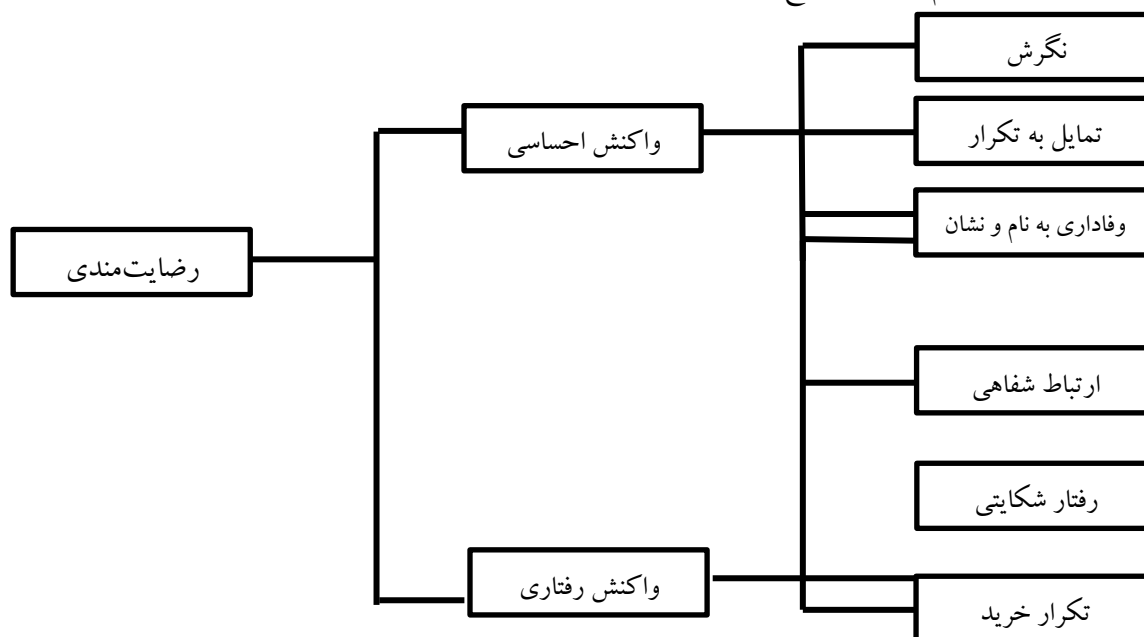 نگرش
تمایل به تکرار
واکنش احساسی
وفاداری به نام و نشان
رضایت‌مندی
ارتباط شفاهی
رفتار شکایتی
واکنش رفتاری
تکرار خرید